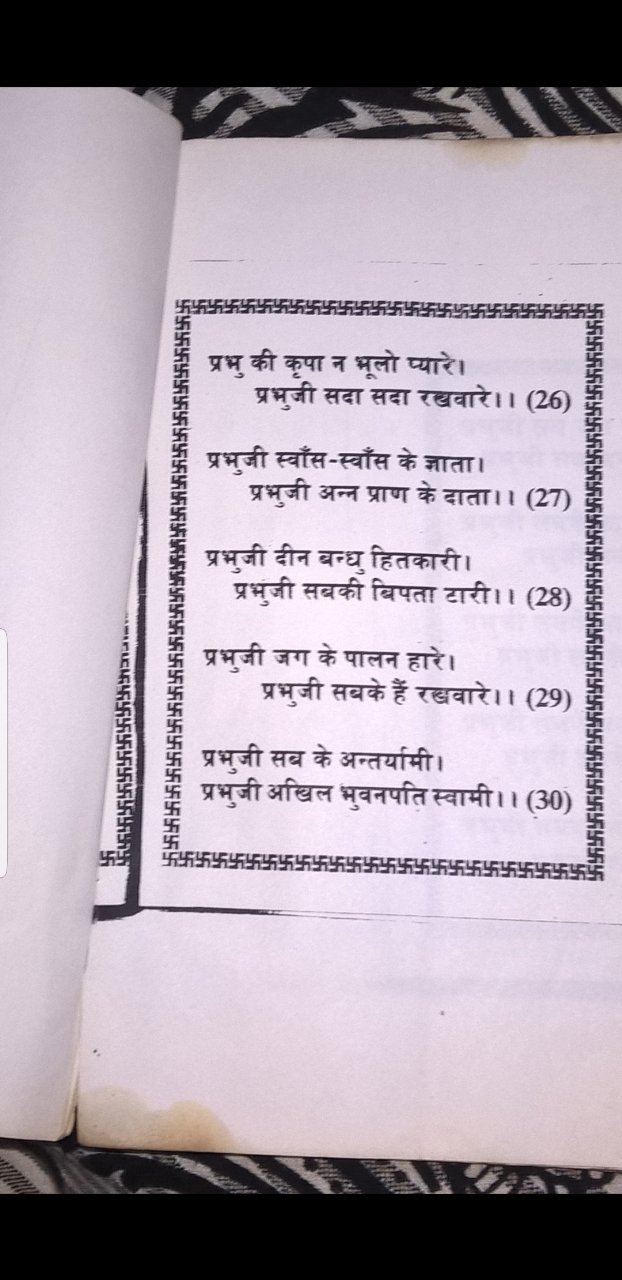 प्रभु की कृपा न भूलो प्यारे।
प्रभुजी सदा सदा रखवारे।। (26)
प्रभुजी स्वाँस-स्वाँस के ज्ञाता।
प्रभुजी अन्न प्राण के दाता।। (27)
प्रभुजी दीन बन्धु हितकारी।
प्रभुजी सबकी बिपता टारी।। (28)
प्रभुजी जग के पालन हारे।
प्रभुजी सबके हैं रखवारे।। (29)
प्रभुजी सब के अन्तर्यामी।
प्रभुजी अखिल भुवनपति स्वामी।। (30)